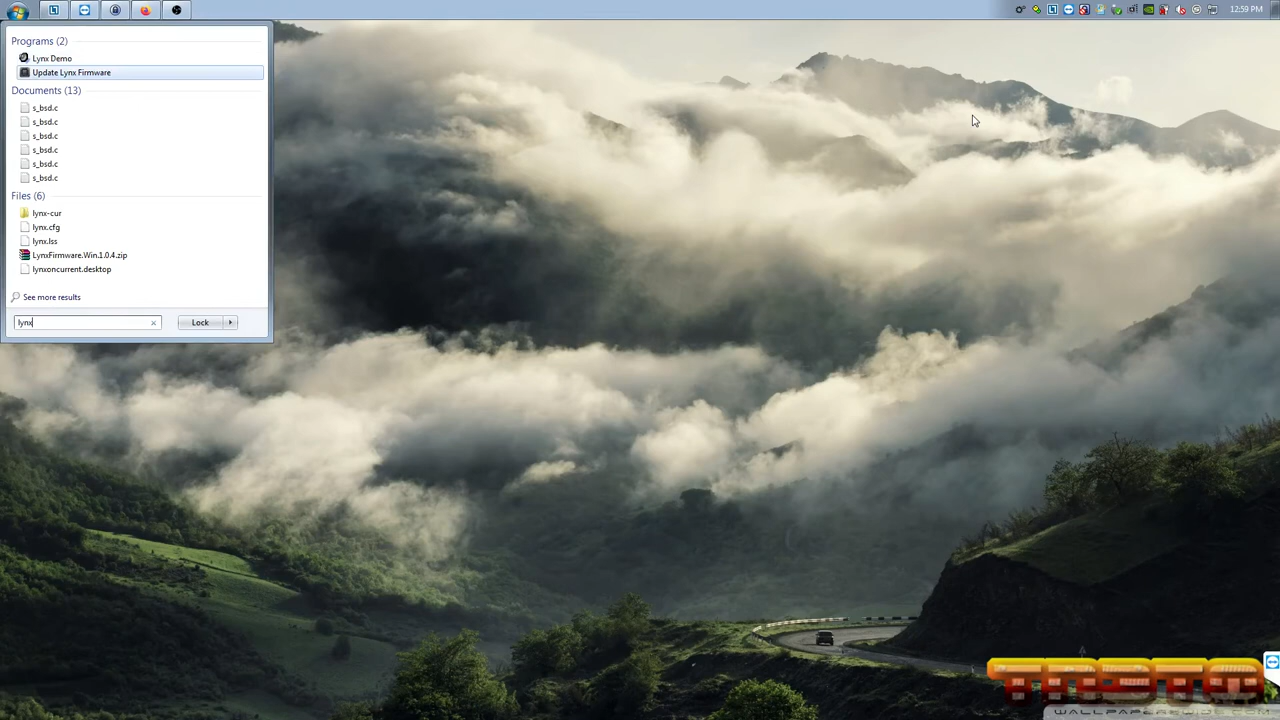 12:59 PM
Programs (2)
Lynx Demo
Update Lynx Firmware
Documents (13)
s_bsd.c
s_bsd.c
s_bsd.c
s_bsd.c
s_bsd.c
s_bsd.c
Files (6)
lynx-cur
lynx.cfg
lynx.lss
LynxFirmware.Win.1.0.4.zip
lynxoncurrent.desktop
See more results
lynx
Lock